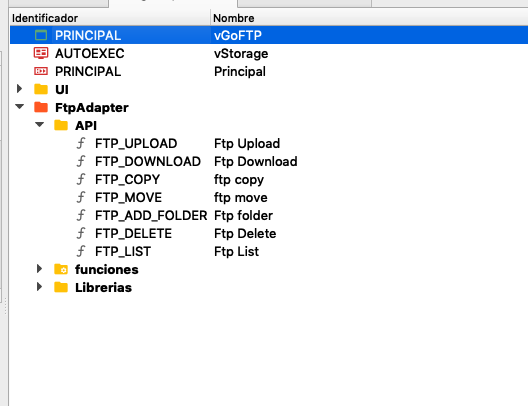 Identificador Nombre
PRINCIPAL vGoFTP
AUTOEXEC vStorage
PRINCIPAL Principal
UI
FtpAdapter
API
FTP_UPLOAD Ftp Upload
FTP_DOWNLOAD Ftp Download
FTP_COPY ftp copy
FTP_MOVE ftp move
FTP_ADD_FOLDER Ftp folder
FTP_DELETE Ftp Delete
FTP_LIST Ftp List
funciones
Librerias